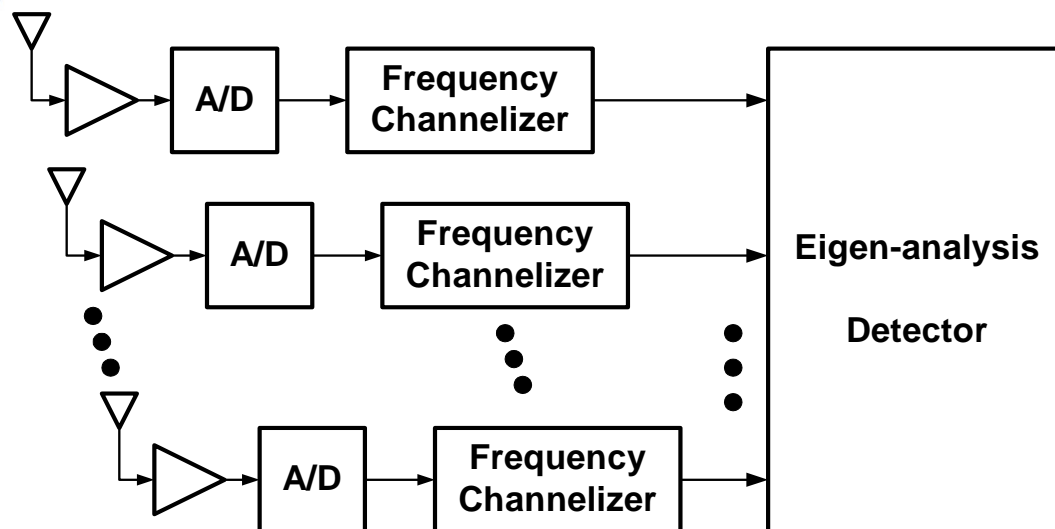 A/D
Frequency
Channelizer
A/D
Frequency
Channelizer
Eigen-analysis
Detector
A/D
Frequency
Channelizer